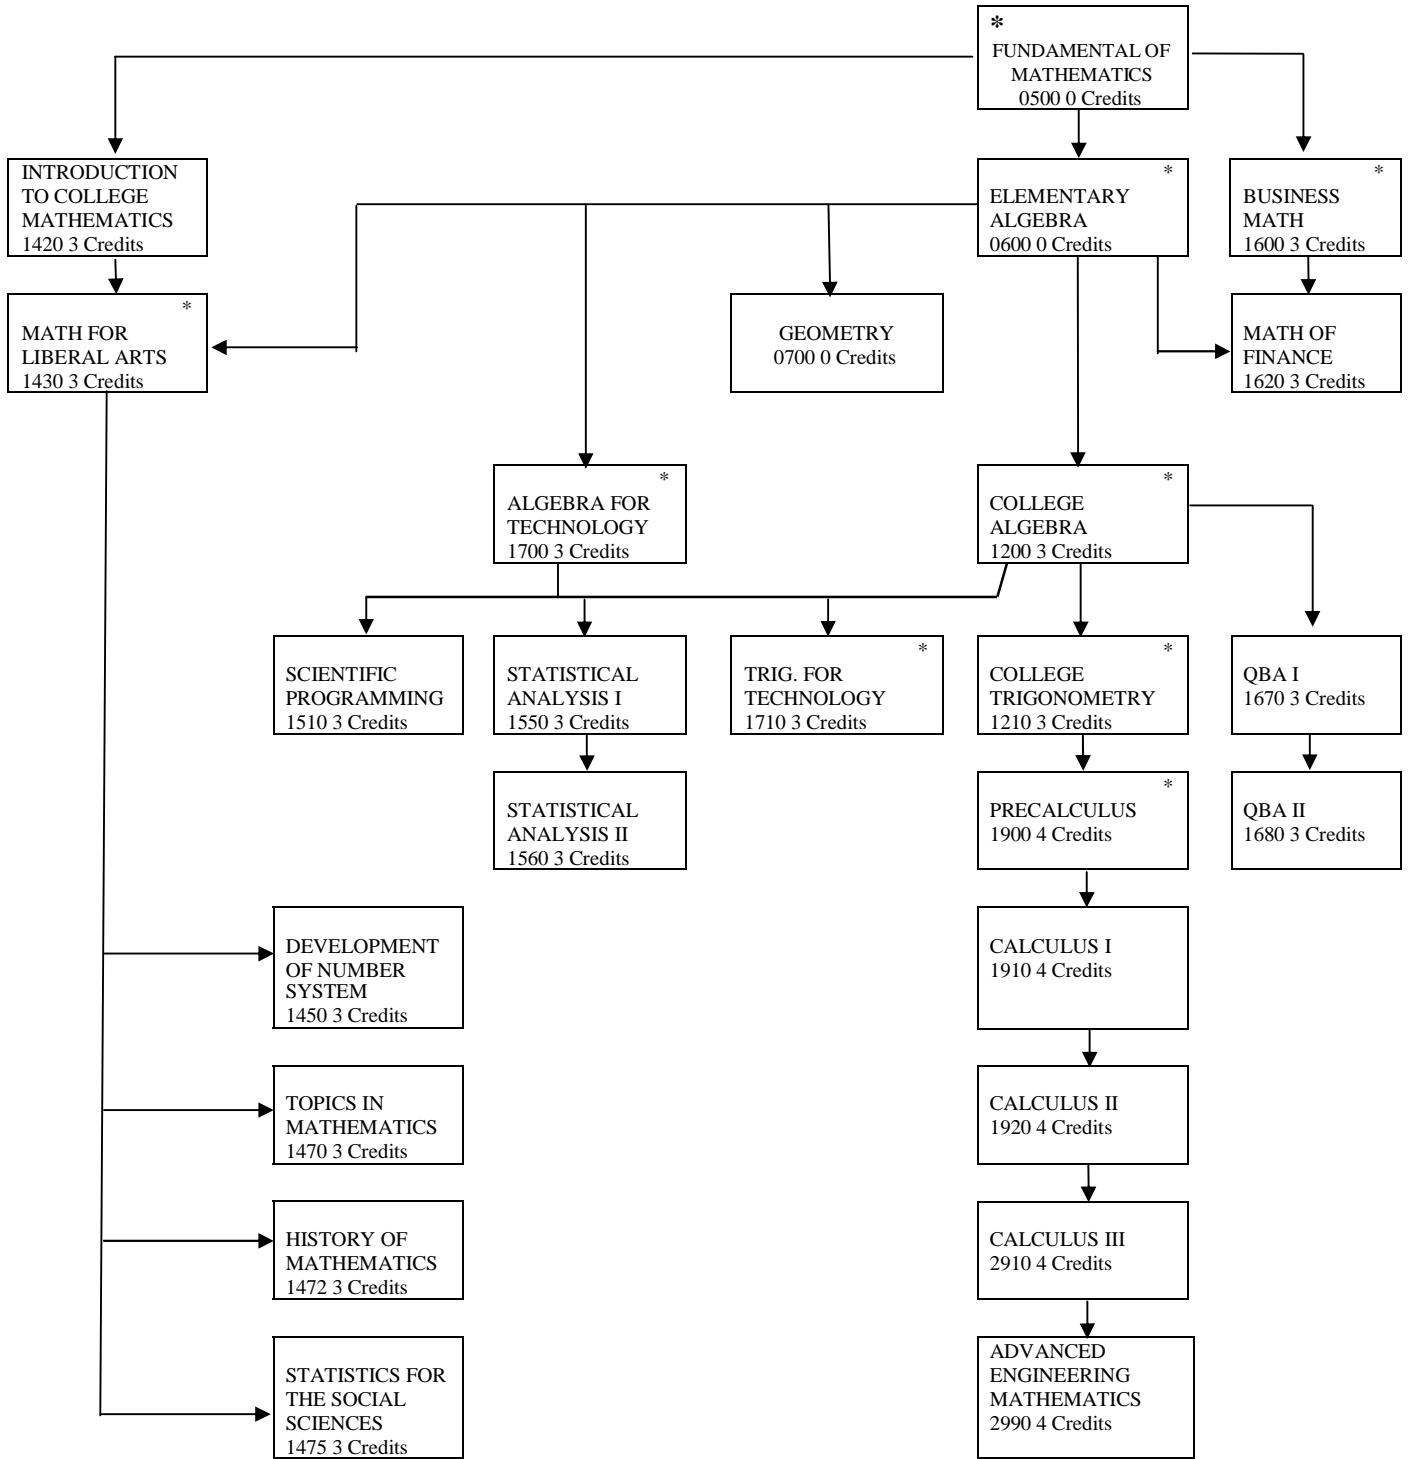 *
FUNDAMENTAL OF
MATHEMATICS
0500 0 Credits
INTRODUCTION
TO COLLEGE
MATHEMATICS
1420 3 Credits
*
ELEMENTARY
ALGEBRA
0600 0 Credits
*
BUSINESS
MATH
1600 3 Credits
*
MATH FOR
LIBERAL ARTS
1430 3 Credits
GEOMETRY
0700 0 Credits
MATH OF
FINANCE
1620 3 Credits
*
ALGEBRA FOR
TECHNOLOGY
1700 3 Credits
*
COLLEGE
ALGEBRA
1200 3 Credits
SCIENTIFIC
PROGRAMMING
1510 3 Credits
STATISTICAL
ANALYSIS I
1550 3 Credits
*
TRIG. FOR
TECHNOLOGY
1710 3 Credits
*
COLLEGE
TRIGONOMETRY
1210 3 Credits
QBA I
1670 3 Credits
STATISTICAL
ANALYSIS II
1560 3 Credits
*
PRECALCULUS
1900 4 Credits
QBA II
1680 3 Credits
DEVELOPMENT
OF NUMBER
SYSTEM
1450 3 Credits
CALCULUS I
1910 4 Credits
TOPICS IN
MATHEMATICS
1470 3 Credits
CALCULUS II
1920 4 Credits
HISTORY OF
MATHEMATICS
1472 3 Credits
CALCULUS III
2910 4 Credits
STATISTICS FOR
THE SOCIAL
SCIENCES
1475 3 Credits
ADVANCED
ENGINEERING
MATHEMATICS
2990 4 Credits